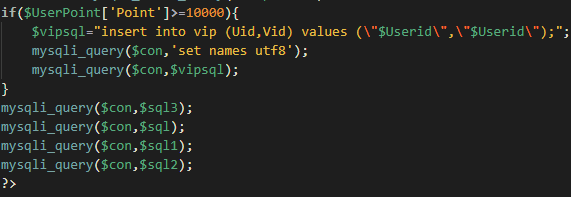 if($UserPoint['Point']>=10000){
$vipsql="insert into vip (Uid,Vid) values (\"$Userid\",\"$Userid\");";
mysqli_query($con,'set names utf8');
mysqli_query($con,$vipsql);
}
mysqli_query($con,$sql3);
mysqli_query($con,$sql);
mysqli_query($con,$sql1);
mysqli_query($con,$sql2);
?>